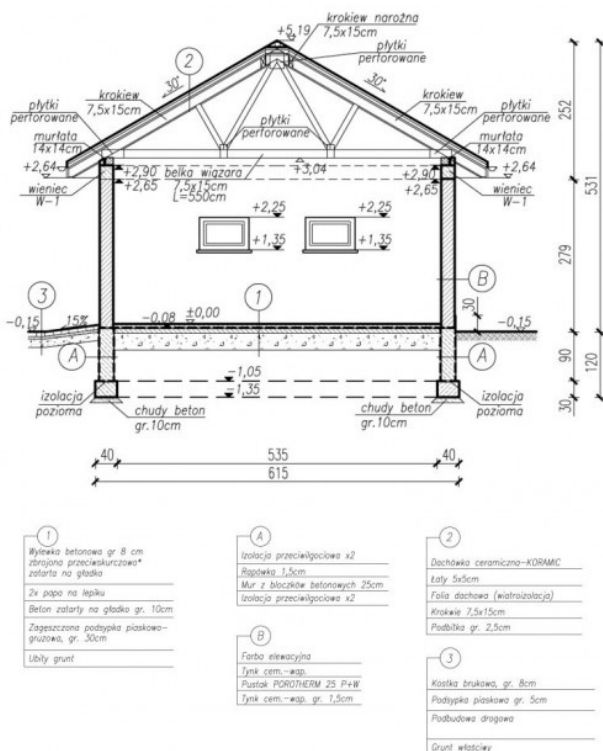 +5,19
krokiew narożna
7,5x15cm
płytki
perforowane
30°
2
30°
krokiew
7,5x15cm
krokiew
7,5x15cm
płytki
perforowane
płytki
perforowane
płytki
perforowane
murłata
14x14cm
murłata
14x14cm
+2,64
+2,90
belka wiązara
7,5x15cm
L=550cm
+3,04
+2,90
+2,64
+2,65
+2,65
wieniec
W-1
wieniec
W-1
+2,25
+1,35
+2,25
+1,35
B
3
-0,15
15%
-0,08
±0,00
1
30
-0,15
A
A
-1,05
-1,35
izolacja
pozioma
chudy beton
gr.10cm
chudy beton
gr.10cm
izolacja
pozioma
252
279
90
30
531
120
40
535
40
615
1
Wylewka betonowa gr 8 cm
zbrojona przeciwskurczowa*
zatarta na gładko
2x papa na lepiku
Beton zatarty na gładko gr. 10cm
Zagęszczona podsypka piaskowo-
gruzowa, gr. 30cm
Ubity grunt
A
Izolacja przeciwilgociowa x2
Rapówka 1,5cm
Mur z bloczków betonowych 25cm
Izolacja przeciwilgociowa x2
B
Farba elewacyjna
Tynk cem.-wap.
Pustak POROTHERM 25 P+W
Tynk cem.-wap. gr. 1,5cm
2
Dachówka ceramiczna-KORAMIC
Łaty 5x5cm
Folia dachowa (wiatroizolacja)
Krokwie 7,5x15cm
Podbitka gr. 2,5cm
3
Kostka brukowa, gr. 8cm
Podsypka piaskowa gr. 5cm
Podbudowa drogowa
Grunt właściwy